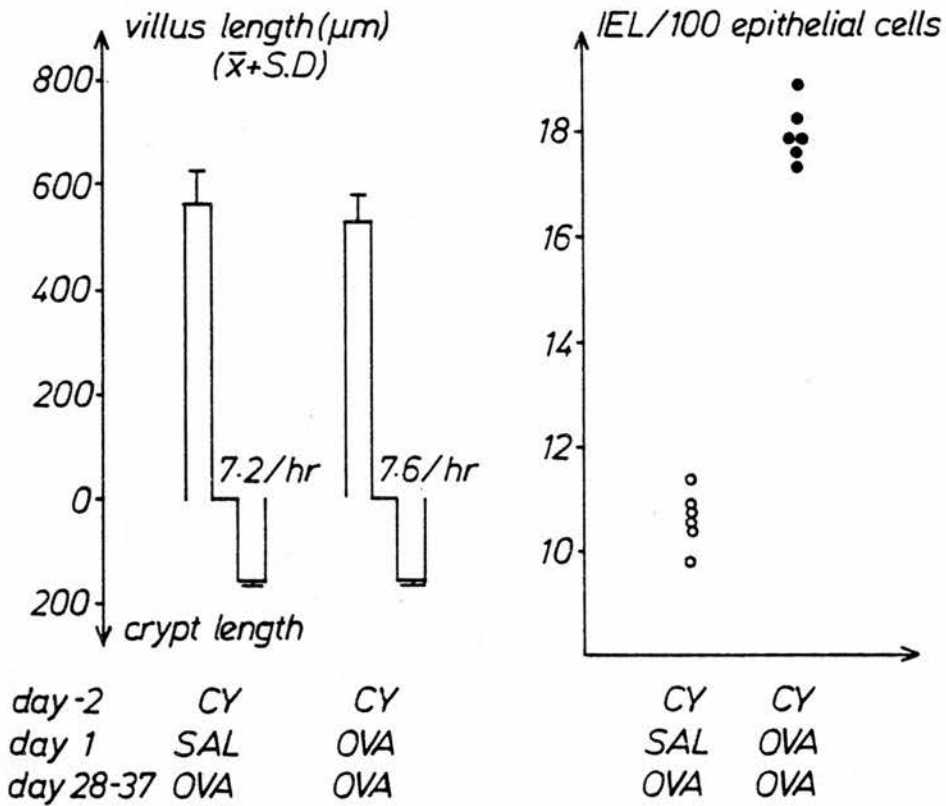 villus length (μm)
(x̄+S.D)
800
600
400
200
0
200
7.2/hr
7.6/hr
crypt length
IEL/100 epithelial cells
18
16
14
12
10
day -2 CY CY CY CY
day 1 SAL OVA SAL OVA
day 28-37 OVA OVA OVA OVA